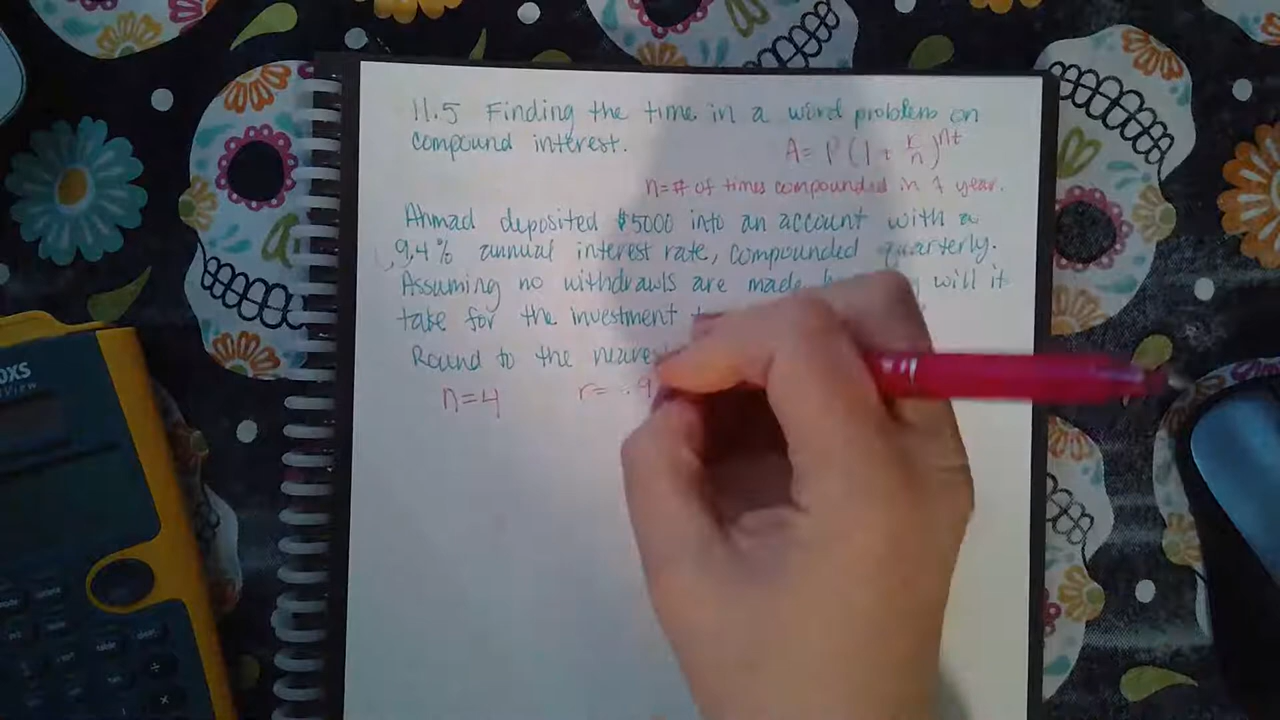 11.5 Finding the time in a word problem on
compound interest.
A = P(1 + r/n)^nt
n=# of times compounded in 1 year.
Ahmad deposited $5000 into an account with a
9.4% annual interest rate, compounded quarterly.
Assuming no withdrawls are made, will it
take for the investment
Round to the nearest
n=4 r= .9